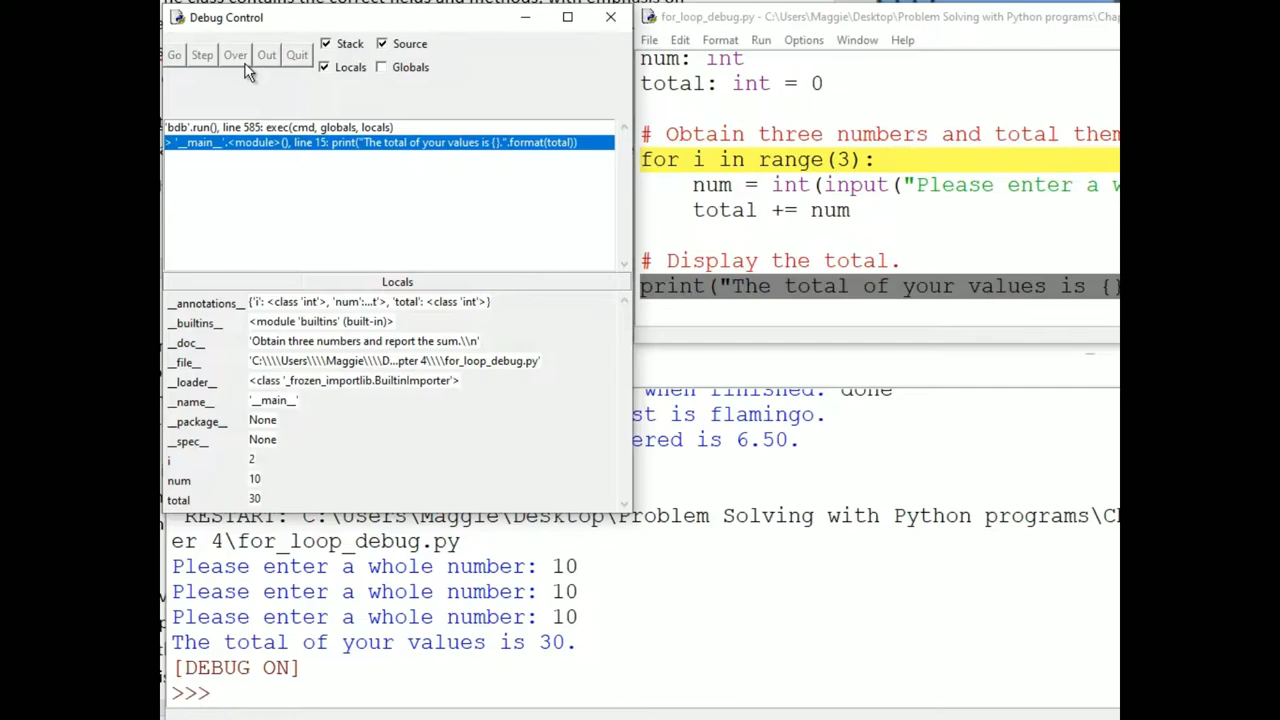 Debug Control
Go Step Over Out Quit
Stack Source
Locals Globals
'bdb'.run(), line 585: exec(cmd, globals, locals)
> '__main__'.<module>(), line 15: print("The total of your values is {}.".format(total))
Locals
__annotations__ {'i': <class 'int'>, 'num':...t'>, 'total': <class 'int'>}
__builtins__ <module 'builtins' (built-in)>
__doc__ 'Obtain three numbers and report the sum.\\n'
__file__ 'C:\\\\Users\\\\Maggie\\\\D...pter 4\\\\for_loop_debug.py'
__loader__ <class '_frozen_importlib.BuiltinImporter'>
__name__ '__main__'
__package__ None
__spec__ None
i 2
num 10
total 30
for_loop_debug.py - C:\Users\Maggie\Desktop\Problem Solving with Python programs\Chap
File Edit Format Run Options Window Help
num: int
total: int = 0
# Obtain three numbers and total them
for i in range(3):
num = int(input("Please enter a w
total += num
# Display the total.
print("The total of your values is {}
when finished. done
st is flamingo.
ered is 6.50.
RESTART: C:\Users\Maggie\Desktop\Problem Solving with Python programs\Ch
er 4\for_loop_debug.py
Please enter a whole number: 10
Please enter a whole number: 10
Please enter a whole number: 10
The total of your values is 30.
[DEBUG ON]
>>>